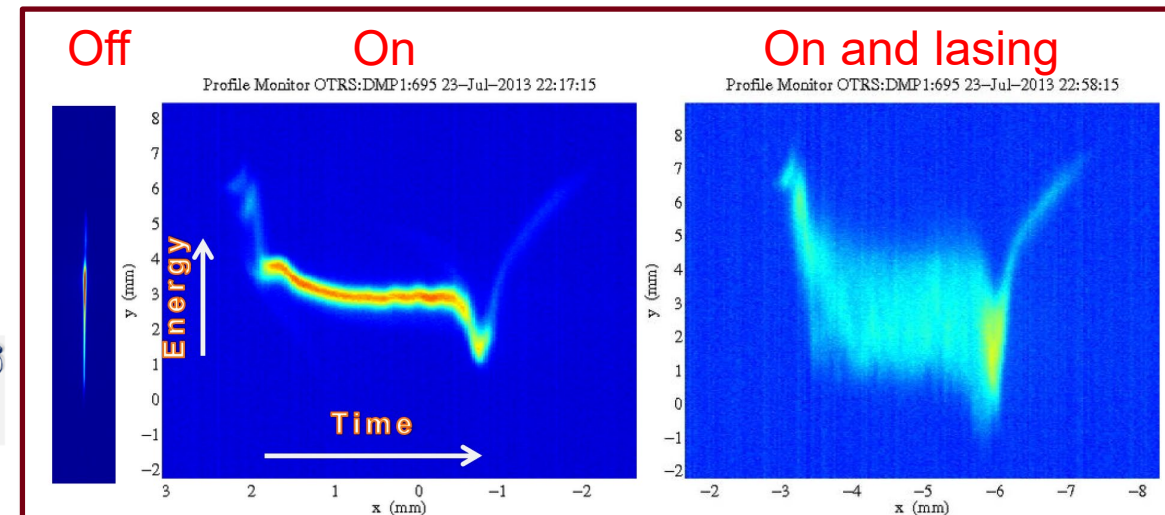 Off On On and lasing
Profile Monitor OTRS:DMP1:695 23-Jul-2013 22:17:15
Profile Monitor OTRS:DMP1:695 23-Jul-2013 22:58:15
8
7
6
5
4
3
2
1
0
−1
−2
y (mm)
Energy
Time
3 2 1 0 −1 −2
x (mm)
8
7
6
5
4
3
2
1
0
−1
−2
y (mm)
−2 −3 −4 −5 −6 −7 −8
x (mm)